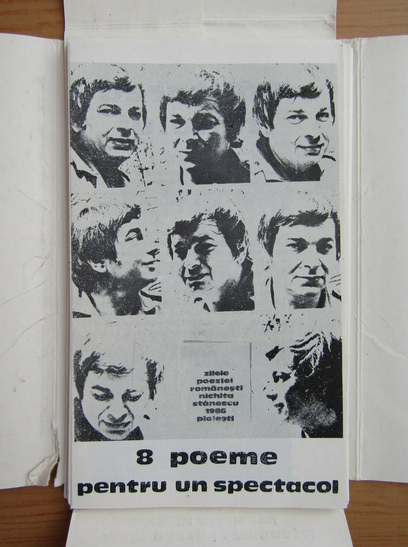 zilele
poeziei
românești
nichita
stănescu
1986
ploiești
8 poeme
pentru un spectacol